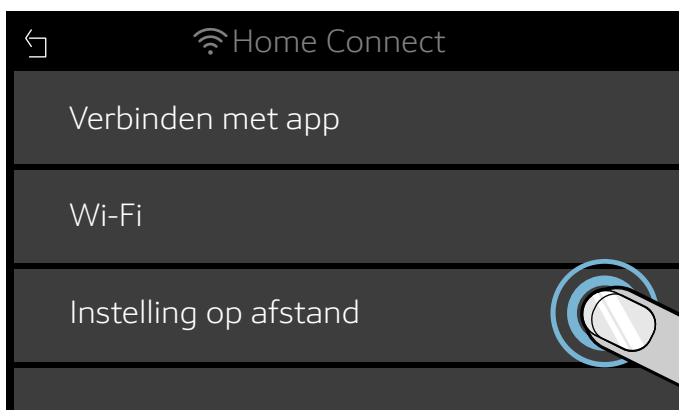 Home Connect
Verbinden met app
Wi-Fi
Instelling op afstand